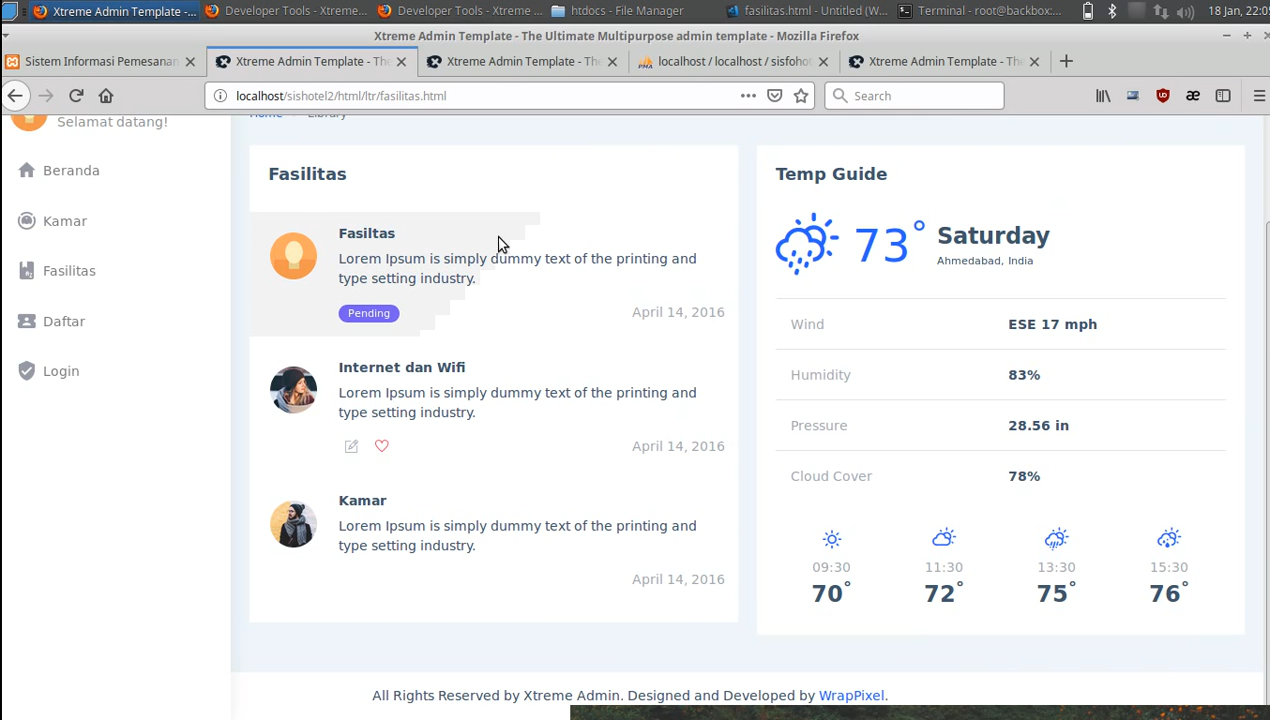 Xtreme Admin Template -...
Developer Tools - Xtreme...
Developer Tools - Xtreme ...
htdocs - File Manager
fasilitas.html - Untitled (W...
Terminal - root@backbox:...
18 Jan, 22:05
Xtreme Admin Template - The Ultimate Multipurpose admin template - Mozilla Firefox
Sistem Informasi Pemesanan
Xtreme Admin Template - The
Xtreme Admin Template - The
PMA
localhost / localhost / sisfohot
Xtreme Admin Template - The
localhost/sishotel2/html/ltr/fasilitas.html
Search
Selamat datang!
Home
Library
Beranda
Kamar
Fasilitas
Daftar
Login
Fasilitas
Fasiltas
Lorem Ipsum is simply dummy text of the printing and
type setting industry.
Pending
April 14, 2016
Internet dan Wifi
Lorem Ipsum is simply dummy text of the printing and
type setting industry.
April 14, 2016
Kamar
Lorem Ipsum is simply dummy text of the printing and
type setting industry.
April 14, 2016
Temp Guide
73°
Saturday
Ahmedabad, India
Wind
ESE 17 mph
Humidity
83%
Pressure
28.56 in
Cloud Cover
78%
09:30
11:30
13:30
15:30
70°
72°
75°
76°
All Rights Reserved by Xtreme Admin. Designed and Developed by WrapPixel.